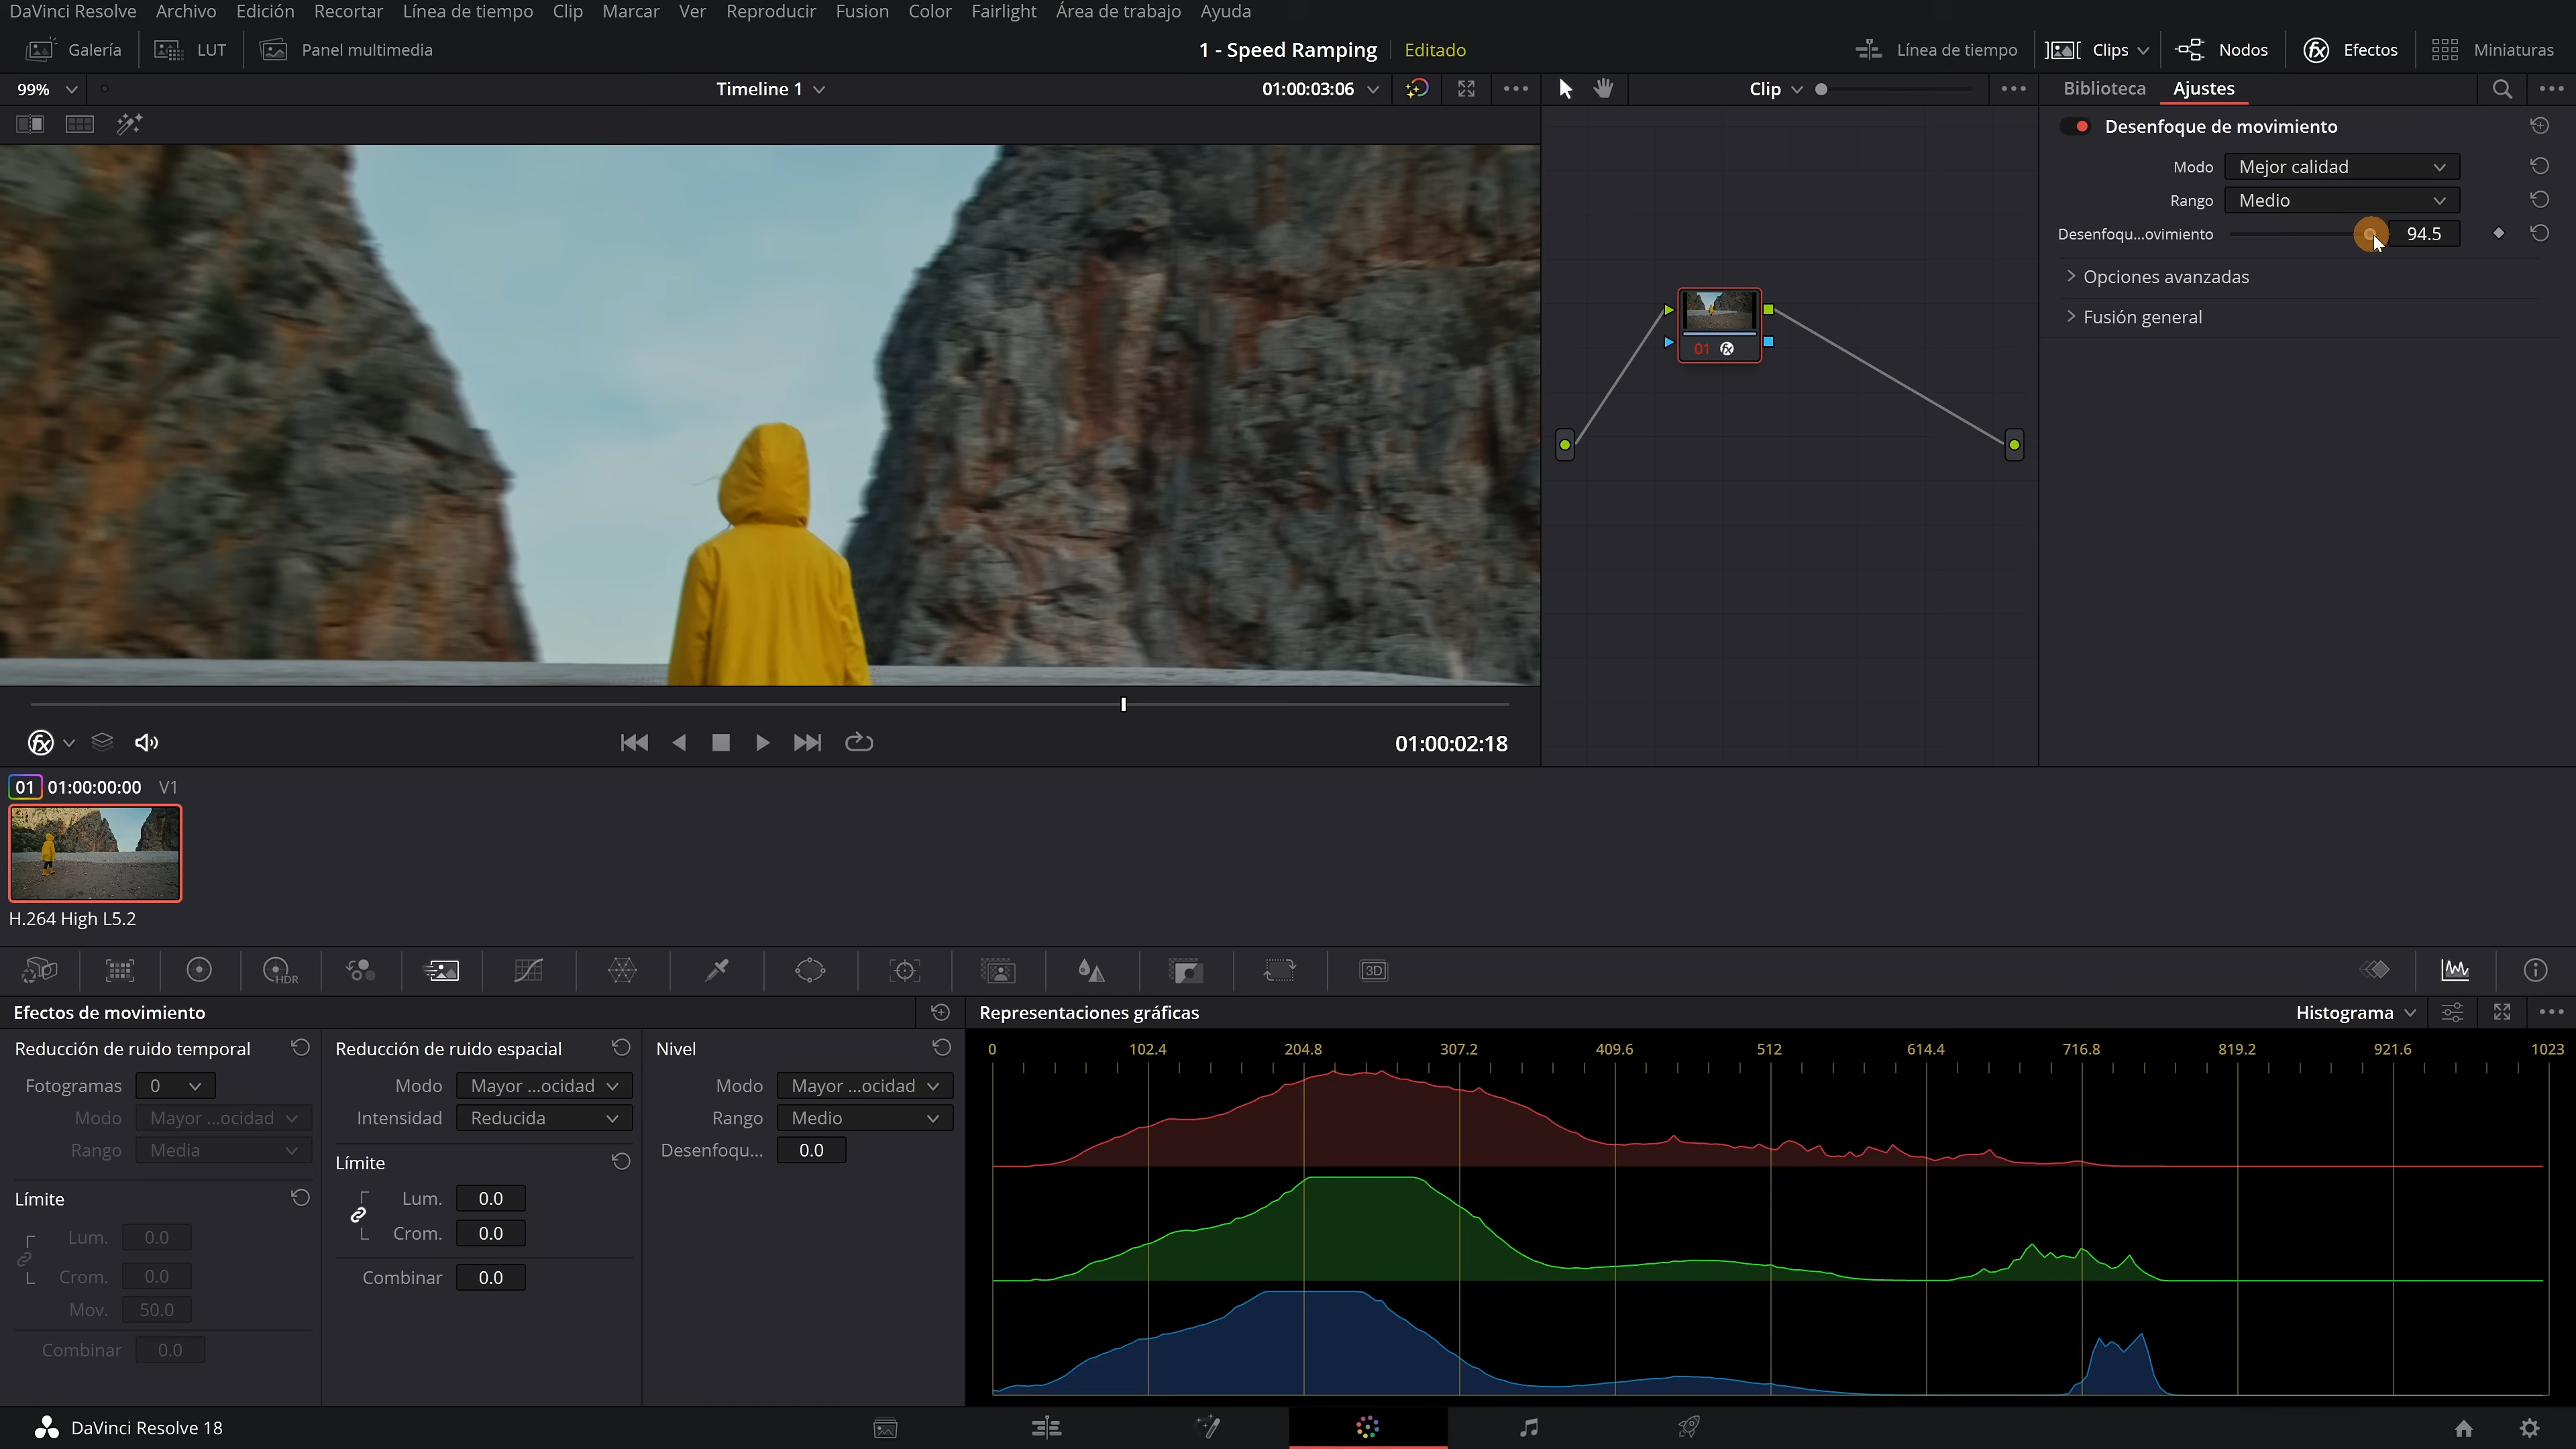 DaVinci Resolve Archivo Edición Recortar Línea de tiempo Clip Marcar Ver Reproducir Fusion Color Fairlight Área de trabajo Ayuda
Galería LUT Panel multimedia 1 - Speed Ramping Editado Línea de tiempo Clips Nodos Efectos Miniaturas
99% Timeline 1 01:00:03:06 Clip Biblioteca Ajustes
Desenfoque de movimiento
Modo Mejor calidad
Rango Medio
Desenfoqu...ovimiento 94.5
Opciones avanzadas
Fusión general
01
01:00:02:18
01 01:00:00:00 V1
H.264 High L5.2
HDR 3D
Efectos de movimiento
Reducción de ruido temporal
Fotogramas 0
Modo Mayor ...ocidad
Rango Media
Límite
Lum. 0.0
Crom. 0.0
Mov. 50.0
Combinar 0.0
Reducción de ruido espacial
Modo Mayor ...ocidad
Intensidad Reducida
Límite
Lum. 0.0
Crom. 0.0
Combinar 0.0
Nivel
Modo Mayor ...ocidad
Rango Medio
Desenfoqu... 0.0
Representaciones gráficas Histograma
0 102.4 204.8 307.2 409.6 512 614.4 716.8 819.2 921.6 1023
DaVinci Resolve 18